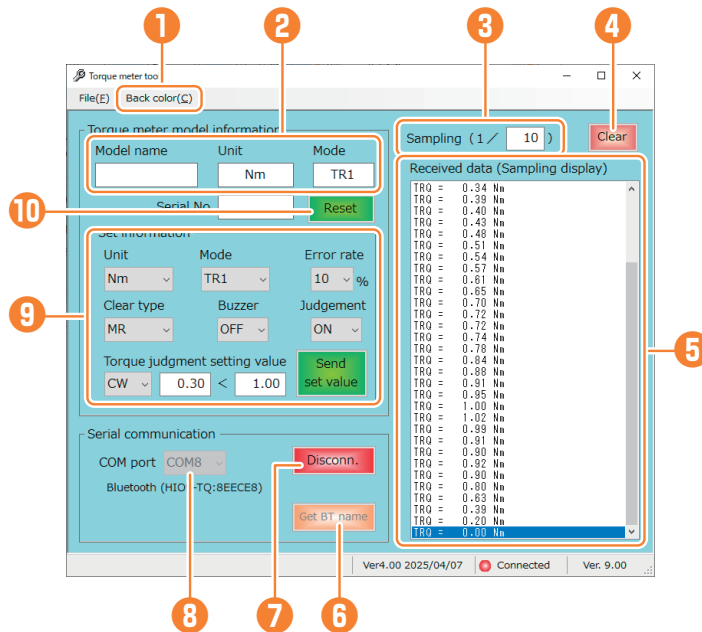 1 2 3 4
Torque meter too
File(F) Back color(C)
Torque meter model information
Model name Unit Mode
Nm TR1
Serial No.
10 Reset
Set information
Unit Mode Error rate
Nm TR1 10 %
Clear type Buzzer Judgement
MR OFF ON
9
Torque judgment setting value
CW 0.30 < 1.00
Send
set value
Serial communication
COM port COM8
Disconn.
Get BT name
Sampling (1/ 10 )
Clear
Received data (Sampling display)
TRQ = 0.34 Nm
TRQ = 0.39 Nm
TRQ = 0.40 Nm
TRQ = 0.43 Nm
TRQ = 0.48 Nm
TRQ = 0.51 Nm
TRQ = 0.54 Nm
TRQ = 0.57 Nm
TRQ = 0.61 Nm
TRQ = 0.65 Nm
TRQ = 0.70 Nm
TRQ = 0.72 Nm
TRQ = 0.72 Nm
TRQ = 0.74 Nm
TRQ = 0.78 Nm
TRQ = 0.84 Nm
TRQ = 0.88 Nm
TRQ = 0.91 Nm
TRQ = 0.95 Nm
TRQ = 1.00 Nm
TRQ = 1.02 Nm
TRQ = 0.99 Nm
TRQ = 0.91 Nm
TRQ = 0.90 Nm
TRQ = 0.92 Nm
TRQ = 0.90 Nm
TRQ = 0.80 Nm
TRQ = 0.63 Nm
TRQ = 0.39 Nm
TRQ = 0.20 Nm
TRQ = 0.00 Nm
5
Bluetooth
Ver4.00 2025/04/07 Connected Ver. 9.00
8 7 6